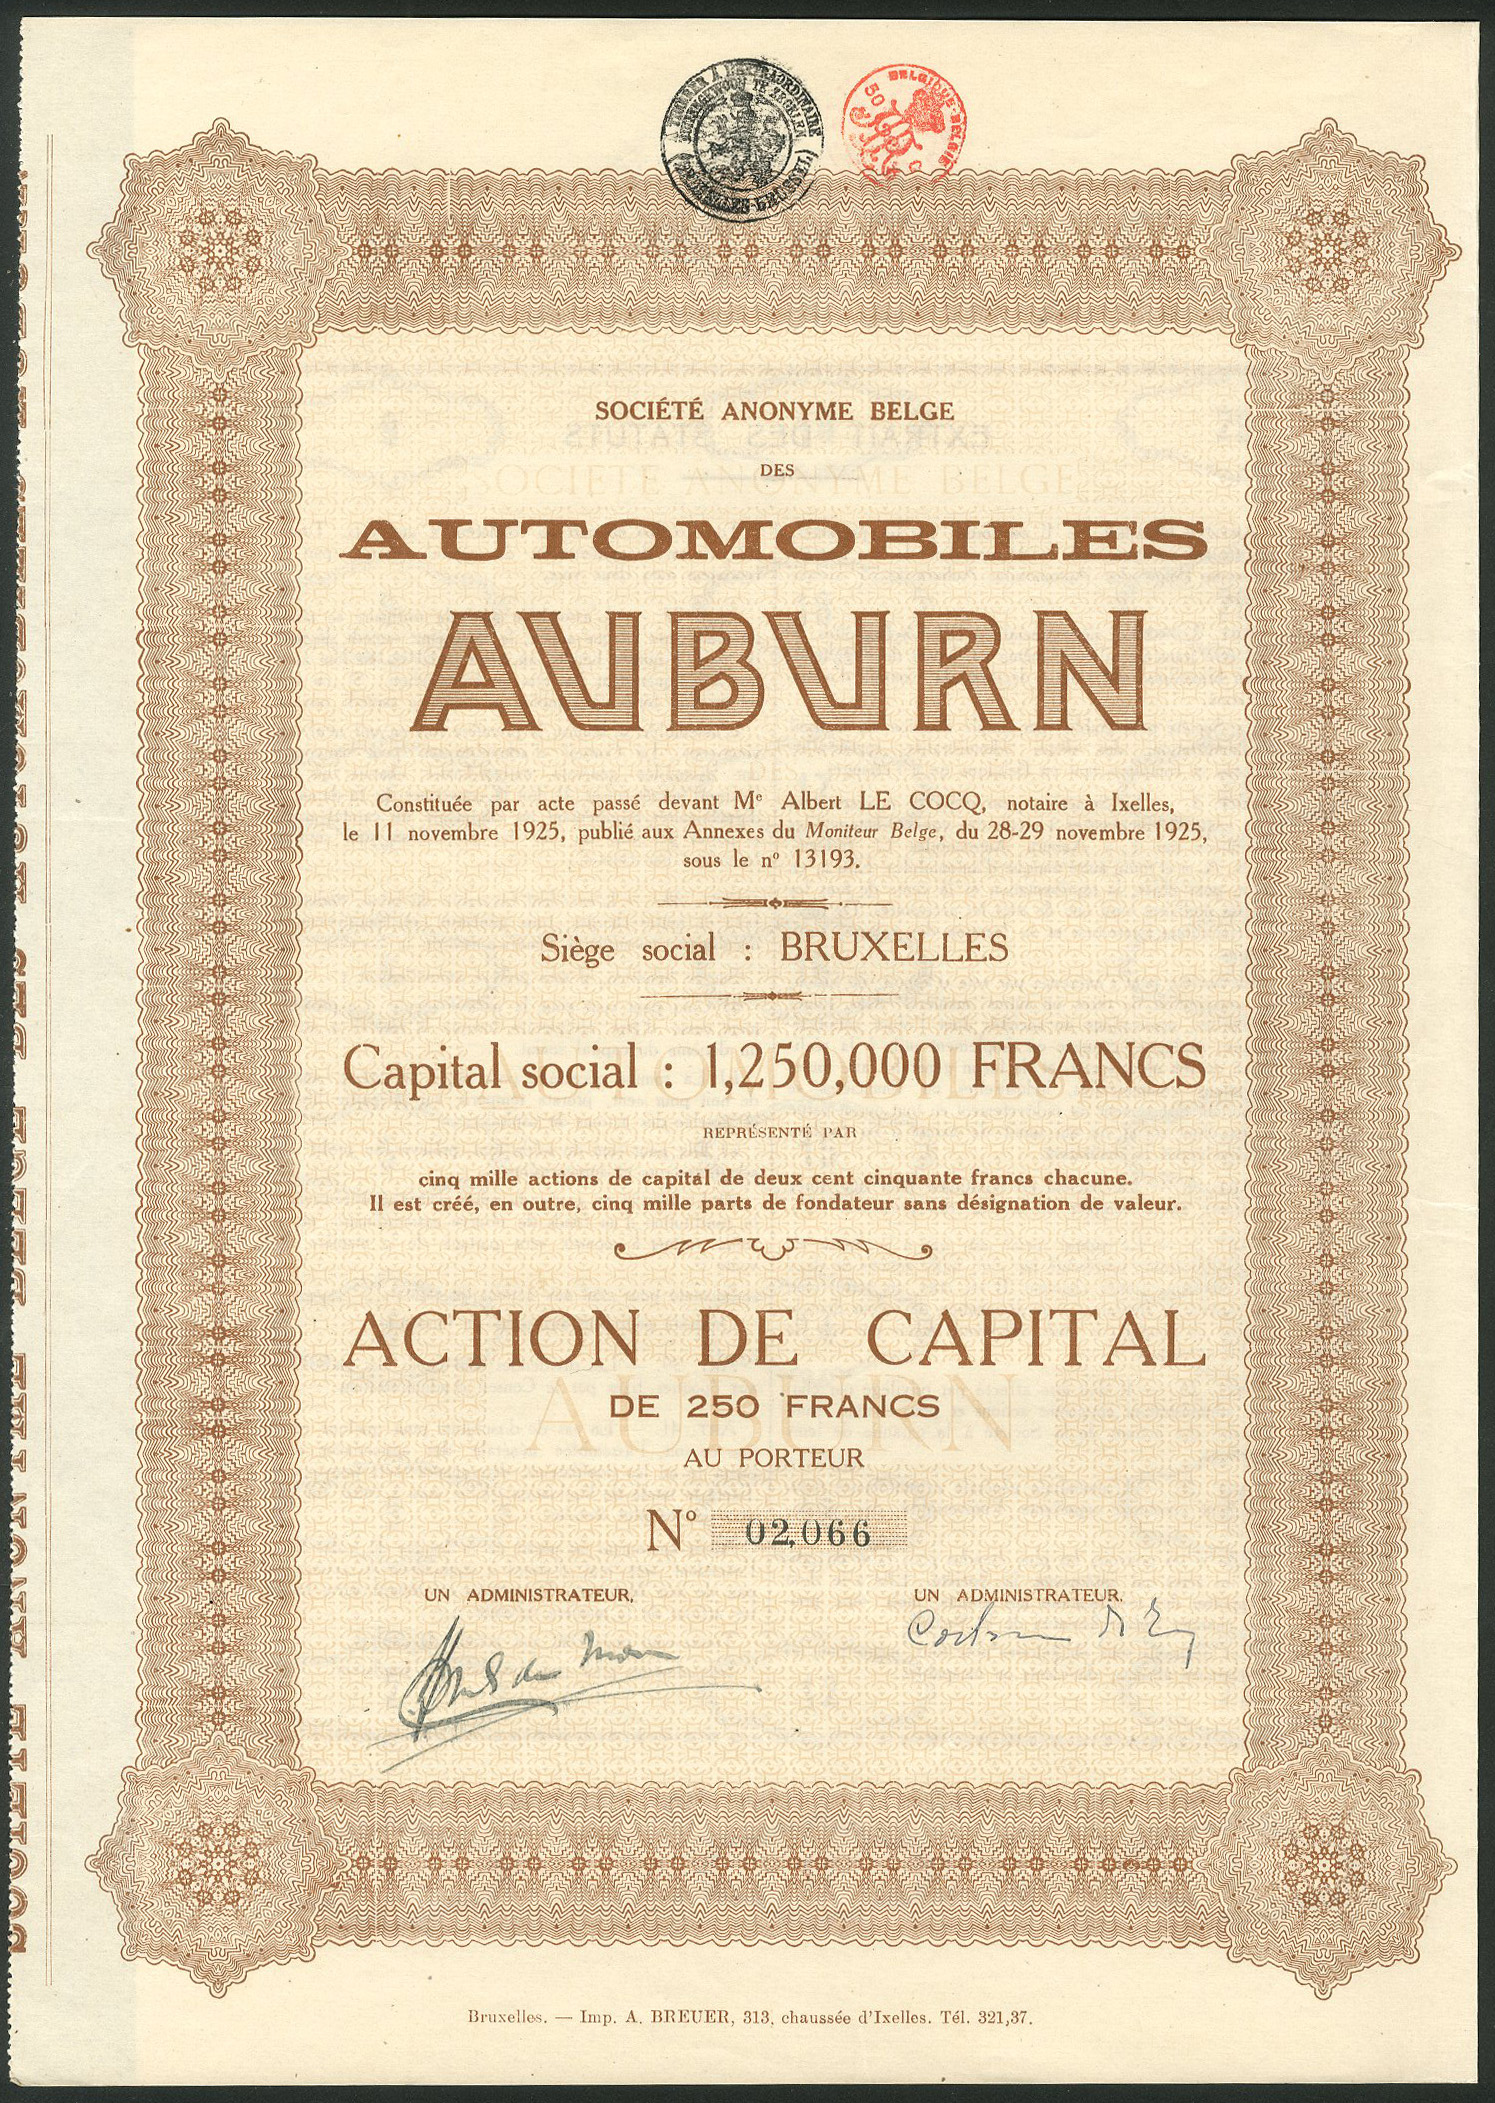 BELGIQUE-BELGIË
50
SOCIÉTÉ ANONYME BELGE
DES
AUTOMOBILES
AUBURN
Constituée par acte passé devant Me Albert LE COCQ, notaire à Ixelles,
le 11 novembre 1925, publié aux Annexes du Moniteur Belge, du 28-29 novembre 1925,
sous le no 13193.
Siège social : BRUXELLES
Capital social : 1,250,000 FRANCS
REPRÉSENTÉ PAR
cinq mille actions de capital de deux cent cinquante francs chacune.
Il est créé, en outre, cinq mille parts de fondateur sans désignation de valeur.
ACTION DE CAPITAL
DE 250 FRANCS
AU PORTEUR
No 02,066
UN ADMINISTRATEUR,
UN ADMINISTRATEUR,
Bruxelles. — Imp. A. BREUER, 313, chaussée d'Ixelles. Tél. 321,37.